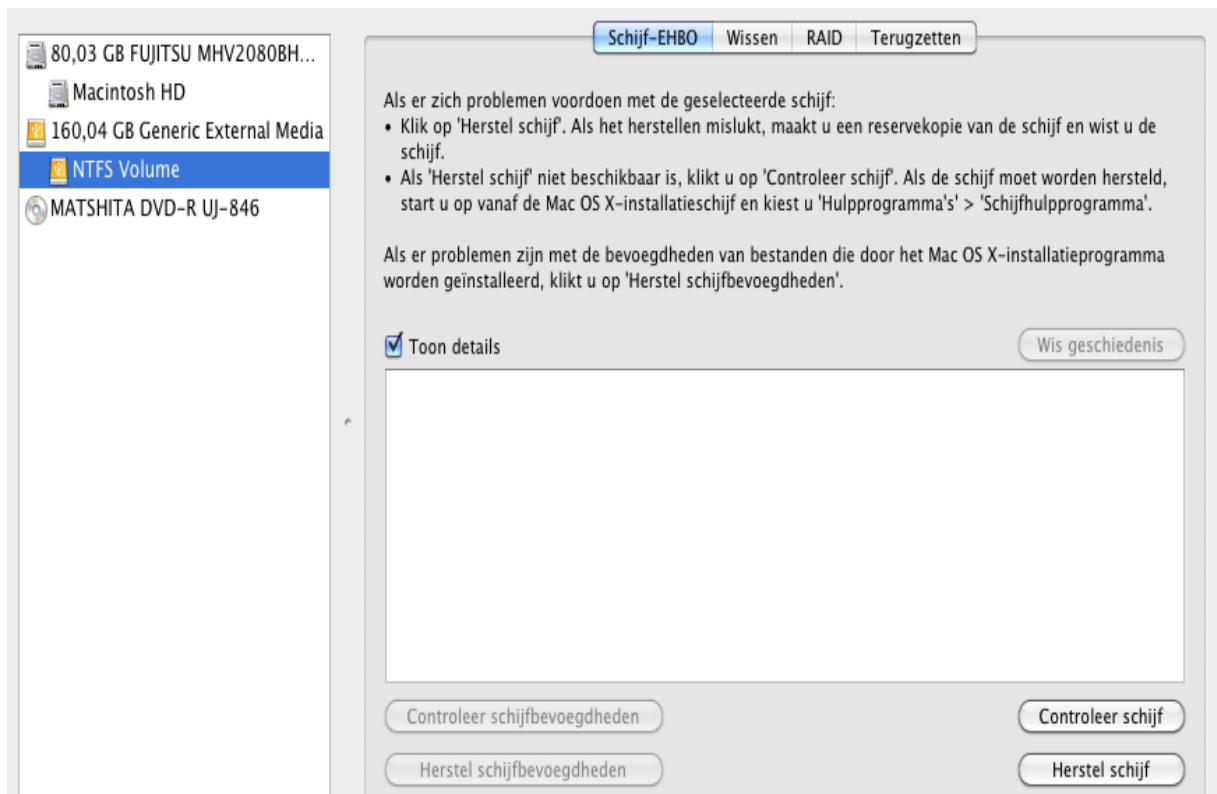 80,03 GB FUJITSU MHV2080BH...
Macintosh HD
160,04 GB Generic External Media
NTFS Volume
MATSHITA DVD-R UJ-846
Schijf-EHBO Wissen RAID Terugzetten
Als er zich problemen voordoen met de geselecteerde schijf:
• Klik op 'Herstel schijf'. Als het herstellen mislukt, maakt u een reservekopie van de schijf en wist u de
schijf.
• Als 'Herstel schijf' niet beschikbaar is, klikt u op 'Controleer schijf'. Als de schijf moet worden hersteld,
start u op vanaf de Mac OS X-installatieschijf en kiest u 'Hulpprogramma's' > 'Schijfhulpprogramma'.
Als er problemen zijn met de bevoegdheden van bestanden die door het Mac OS X-installatieprogramma
worden geïnstalleerd, klikt u op 'Herstel schijfbevoegdheden'.
Toon details
Wis geschiedenis
Controleer schijfbevoegdheden
Controleer schijf
Herstel schijfbevoegdheden
Herstel schijf